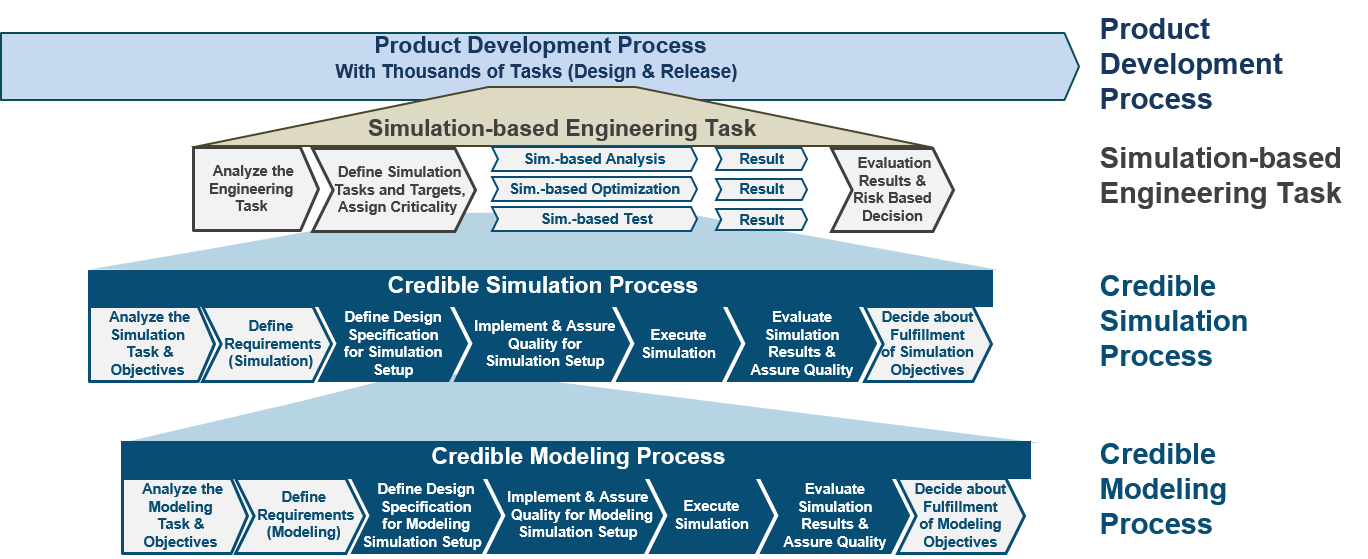 Product Development Process
With Thousands of Tasks (Design & Release)
Product
Development
Process
Simulation-based Engineering Task
Simulation-based
Engineering Task
Analyze the
Engineering
Task
Define Simulation
Tasks and Targets,
Assign Criticality
Sim.-based Analysis
Result
Sim.-based Optimization
Result
Sim.-based Test
Result
Evaluation
Results &
Risk Based
Decision
Credible Simulation Process
Credible
Simulation
Process
Analyze the
Simulation
Task &
Objectives
Define
Requirements
(Simulation)
Define Design
Specification
for Simulation
Setup
Implement & Assure
Quality for
Simulation Setup
Execute
Simulation
Evaluate
Simulation
Results &
Assure Quality
Decide about
Fulfillment
of Simulation
Objectives
Credible Modeling Process
Credible
Modeling
Process
Analyze the
Modeling
Task &
Objectives
Define
Requirements
(Modeling)
Define Design
Specification
for Modeling
Simulation Setup
Implement & Assure
Quality for Modeling
Simulation Setup
Execute
Simulation
Evaluate
Simulation
Results &
Assure Quality
Decide about
Fulfillment
of Modeling
Objectives